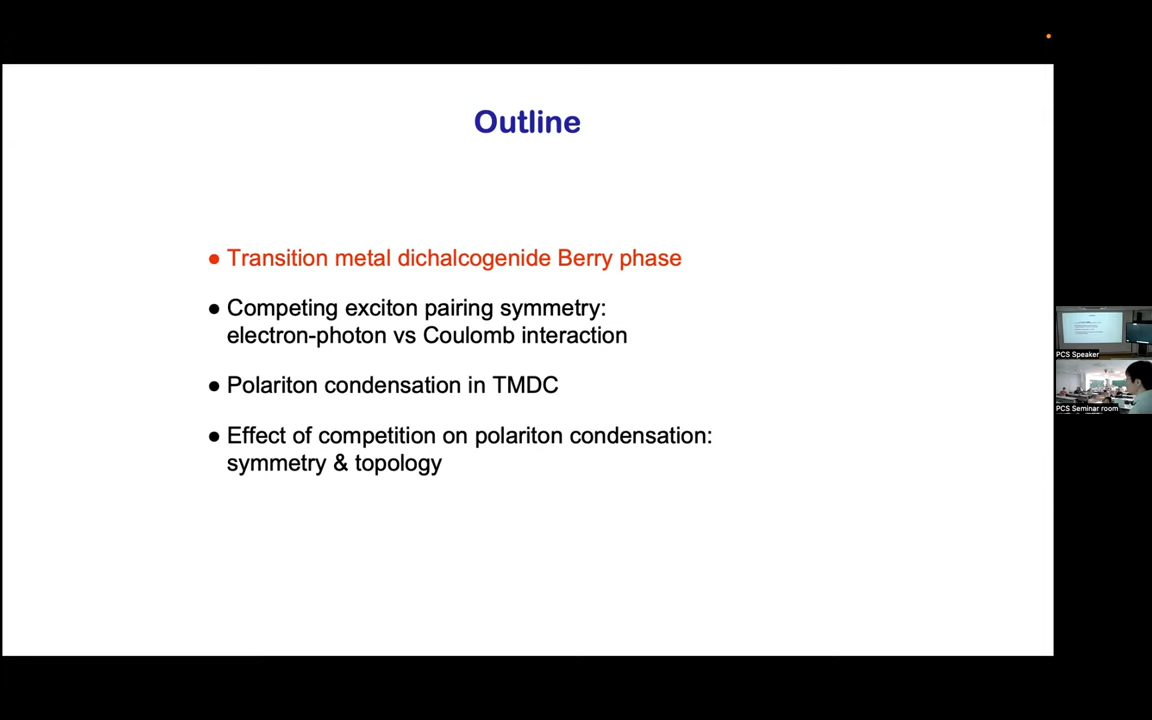 Outline
● Transition metal dichalcogenide Berry phase
● Competing exciton pairing symmetry:
electron-photon vs Coulomb interaction
● Polariton condensation in TMDC
● Effect of competition on polariton condensation:
symmetry & topology
PCS Speaker
PCS Seminar room